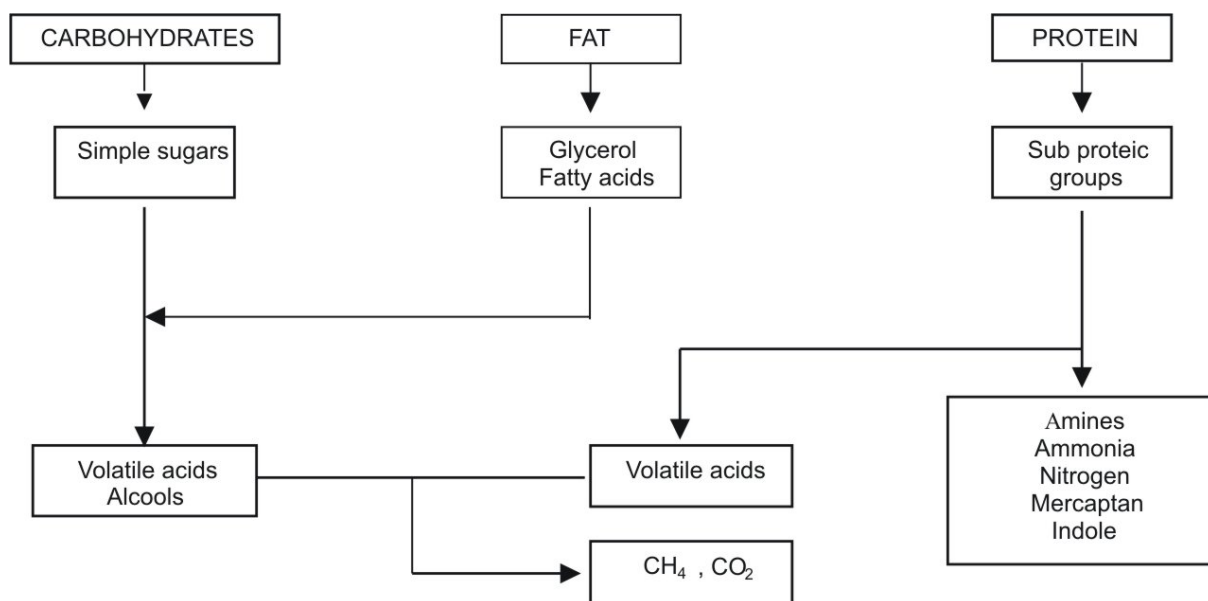 CARBOHYDRATES
FAT
PROTEIN
Simple sugars
Glycerol
Fatty acids
Sub proteic
groups
Volatile acids
Alcools
Volatile acids
Amines
Ammonia
Nitrogen
Mercaptan
Indole
CH₄ , CO₂